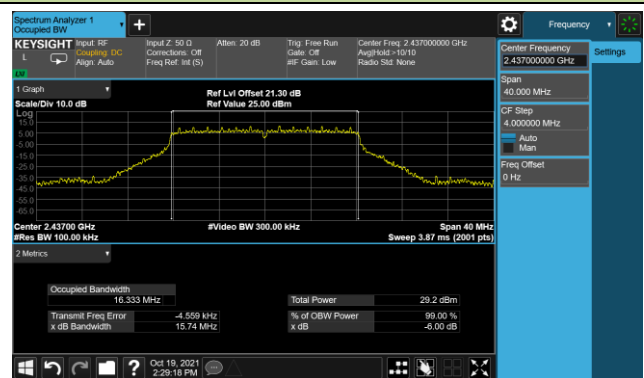 Spectrum Analyzer 1
Occupied BW
+
Frequency
KEYSIGHT
L
Input: RF
Coupling: DC
Align: Auto
Input Z: 50 Ω
Corrections: Off
Freq Ref: Int (S)
Atten: 20 dB
Trig: Free Run
Gate: Off
#IF Gain: Low
Center Freq: 2.437000000 GHz
Avg|Hold:>10/10
Radio Std: None
Center Frequency
2.437000000 GHz
Settings
Span
40.000 MHz
CF Step
4.000000 MHz
Auto
Man
Freq Offset
0 Hz
1 Graph
Scale/Div 10.0 dB
Ref Lvl Offset 21.30 dB
Ref Value 25.00 dBm
Log
15.0
5.00
-5.00
-15.0
-25.0
-35.0
-45.0
-55.0
-65.0
Center 2.43700 GHz
#Video BW 300.00 kHz
Span 40 MHz
#Res BW 100.00 kHz
Sweep 3.87 ms (2001 pts)
2 Metrics
Occupied Bandwidth
16.333 MHz
Total Power 29.2 dBm
Transmit Freq Error -4.559 kHz
% of OBW Power 99.00 %
x dB Bandwidth 15.74 MHz
x dB -6.00 dB
?
Oct 19, 2021
2:29:18 PM